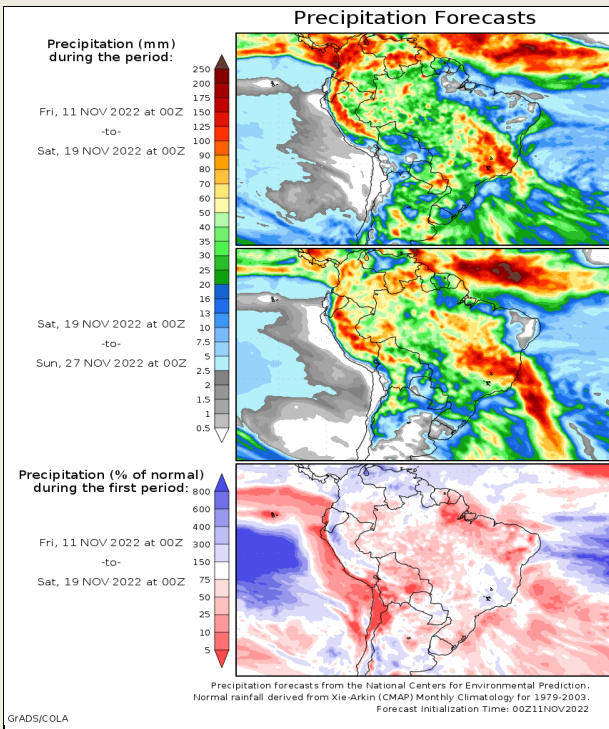 Precipitation Forecasts
Precipitation (mm)
during the period:
Fri, 11 NOV 2022 at 00Z
-to-
Sat, 19 NOV 2022 at 00Z
250
200
175
150
125
100
90
80
70
60
50
40
35
30
25
20
16
13
10
7.5
5
2.5
2
1.5
1
0.5
Sat, 19 NOV 2022 at 00Z
-to-
Sun, 27 NOV 2022 at 00Z
Precipitation (% of normal)
during the first period:
Fri, 11 NOV 2022 at 00Z
-to-
Sat, 19 NOV 2022 at 00Z
800
600
400
300
150
75
50
25
10
5
Precipitation forecasts from the National Centers for Environmental Prediction.
Normal rainfall derived from Xie-Arkin (CMAP) Monthly Climatology for 1979-2003.
Forecast Initialization Time: 00Z11NOV2022
GrADS/COLA